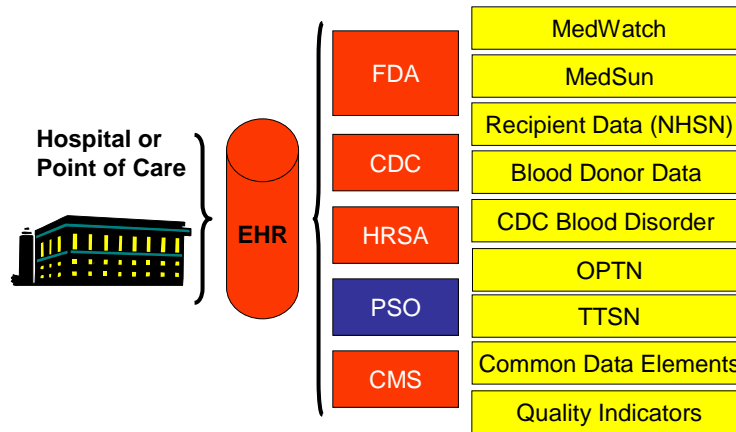 Hospital or
Point of Care
EHR
FDA
CDC
HRSA
PSO
CMS
MedWatch
MedSun
Recipient Data (NHSN)
Blood Donor Data
CDC Blood Disorder
OPTN
TTSN
Common Data Elements
Quality Indicators